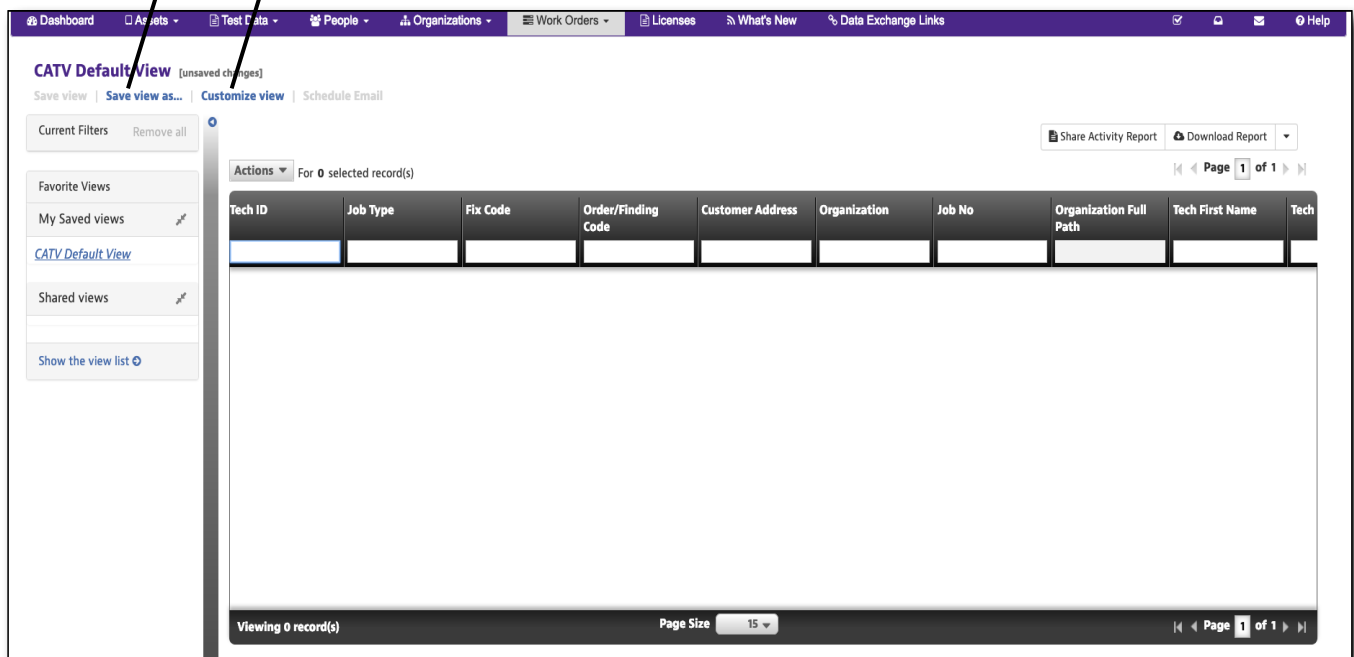 Dashboard Assets Test Data People Organizations Work Orders Licenses What's New Data Exchange Links Help
CATV Default View [unsaved changes]
Save view | Save view as... | Customize view | Schedule Email
Current Filters Remove all
Share Activity Report Download Report
Actions For 0 selected record(s)
Page 1 of 1
Favorite Views
My Saved views
CATV Default View
Shared views
Show the view list
Tech ID Job Type Fix Code Order/Finding Customer Address Organization Job No Organization Full Tech First Name Tech
Code Path
Viewing 0 record(s) Page Size 15 Page 1 of 1